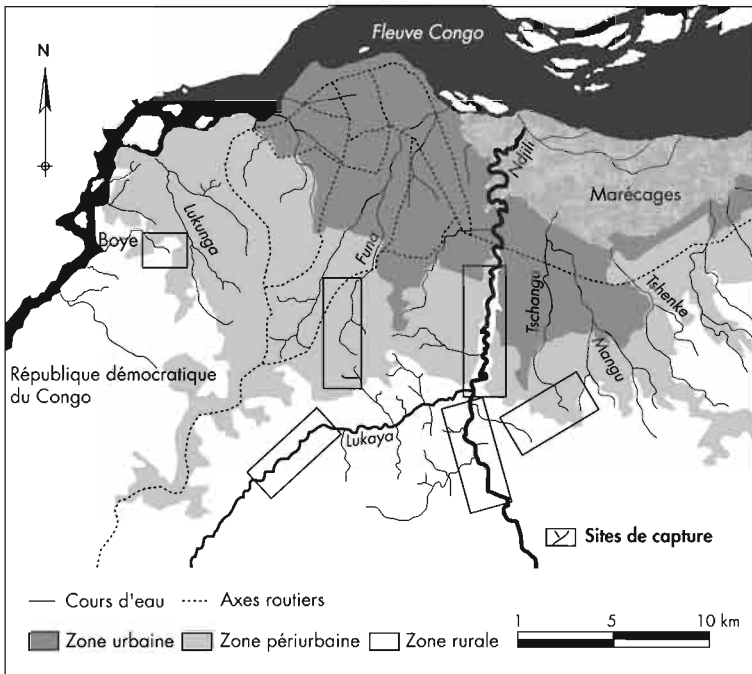 Fleuve Congo
N
Ndjili
Marécages
Lukunga
Boye
Funa
Tschangu
Tshenke
Mangu
République démocratique
du Congo
Lukaya
Sites de capture
Cours d'eau
Axes routiers
1 5 10 km
Zone urbaine
Zone périurbaine
Zone rurale